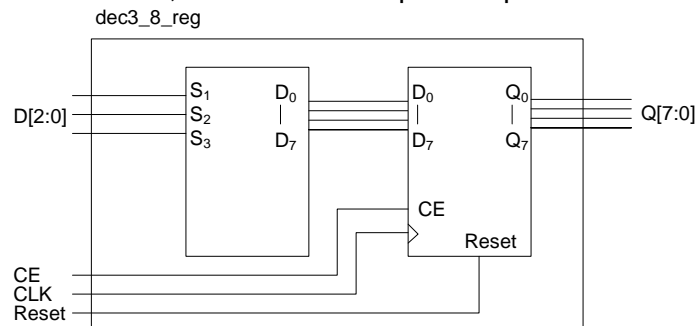 dec3_8_reg
D[2:0]
S1 D0
S2 |
S3 D7
D0 Q0
| |
D7 Q7
Q[7:0]
CE
Reset
CE
CLK
Reset